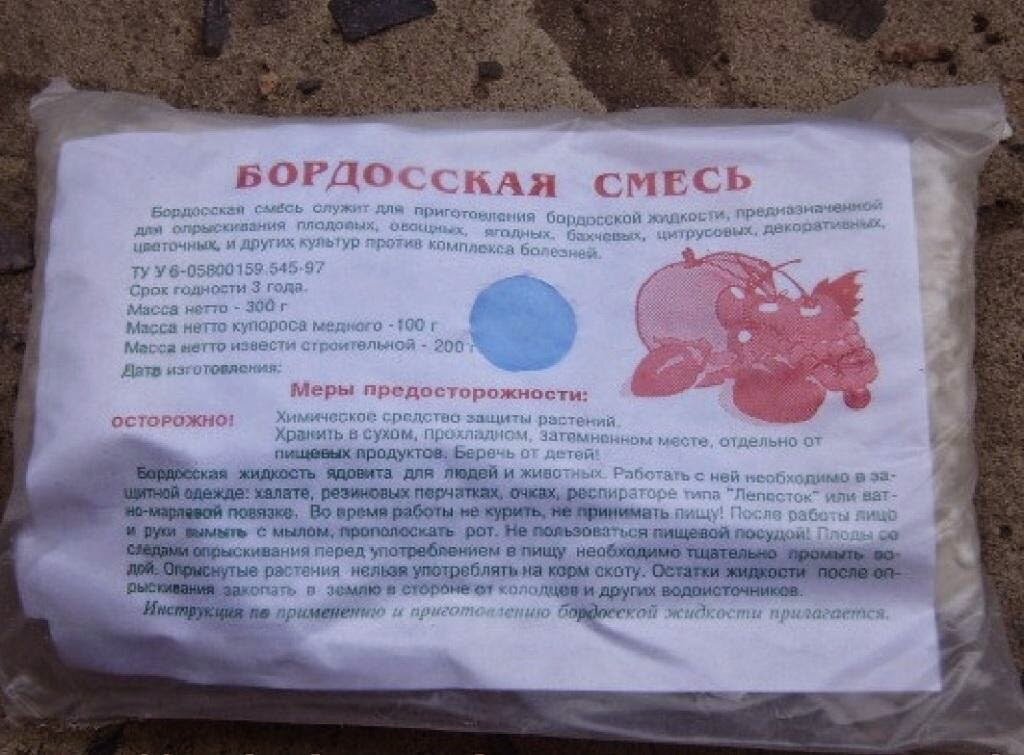 БОРДОССКАЯ СМЕСЬ
Бордосская смесь служит для приготовления бордосской жидкости, предназначенной
для опрыскивания плодовых, овощных, ягодных, бахчевых, цитрусовых, декоративных,
цветочных, и других культур против комплекса болезней.
ТУ У 6-05800159.545-97
Срок годности 3 года.
Масса нетто - 300 г
Масса нетто купороса медного -100 г
Масса нетто извести строительной - 200 г
Дата изготовления:
Меры предосторожности:
ОСТОРОЖНО! Химическое средство защиты растений.
Хранить в сухом, прохладном, затемненном месте, отдельно от
пищевых продуктов. Беречь от детей!
Бордосская жидкость ядовита для людей и животных. Работать с ней необходимо в за-
щитной одежде: халате, резиновых перчатках, очках, респираторе типа "Лепесток" или ват-
но-марлевой повязке. Во время работы не курить, не принимать пищу! После работы лицо
и руки вымыть с мылом, прополоскать рот. Не пользоваться пищевой посудой! Плоды со
следами опрыскивания перед употреблением в пищу необходимо тщательно промыть во-
дой. Опрыснутые растения нельзя употреблять на корм скоту. Остатки жидкости после оп-
рыскивания закопать в землю в стороне от колодцев и других водоисточников.
Инструкция по применению и приготовлению бордосской жидкости прилагается.